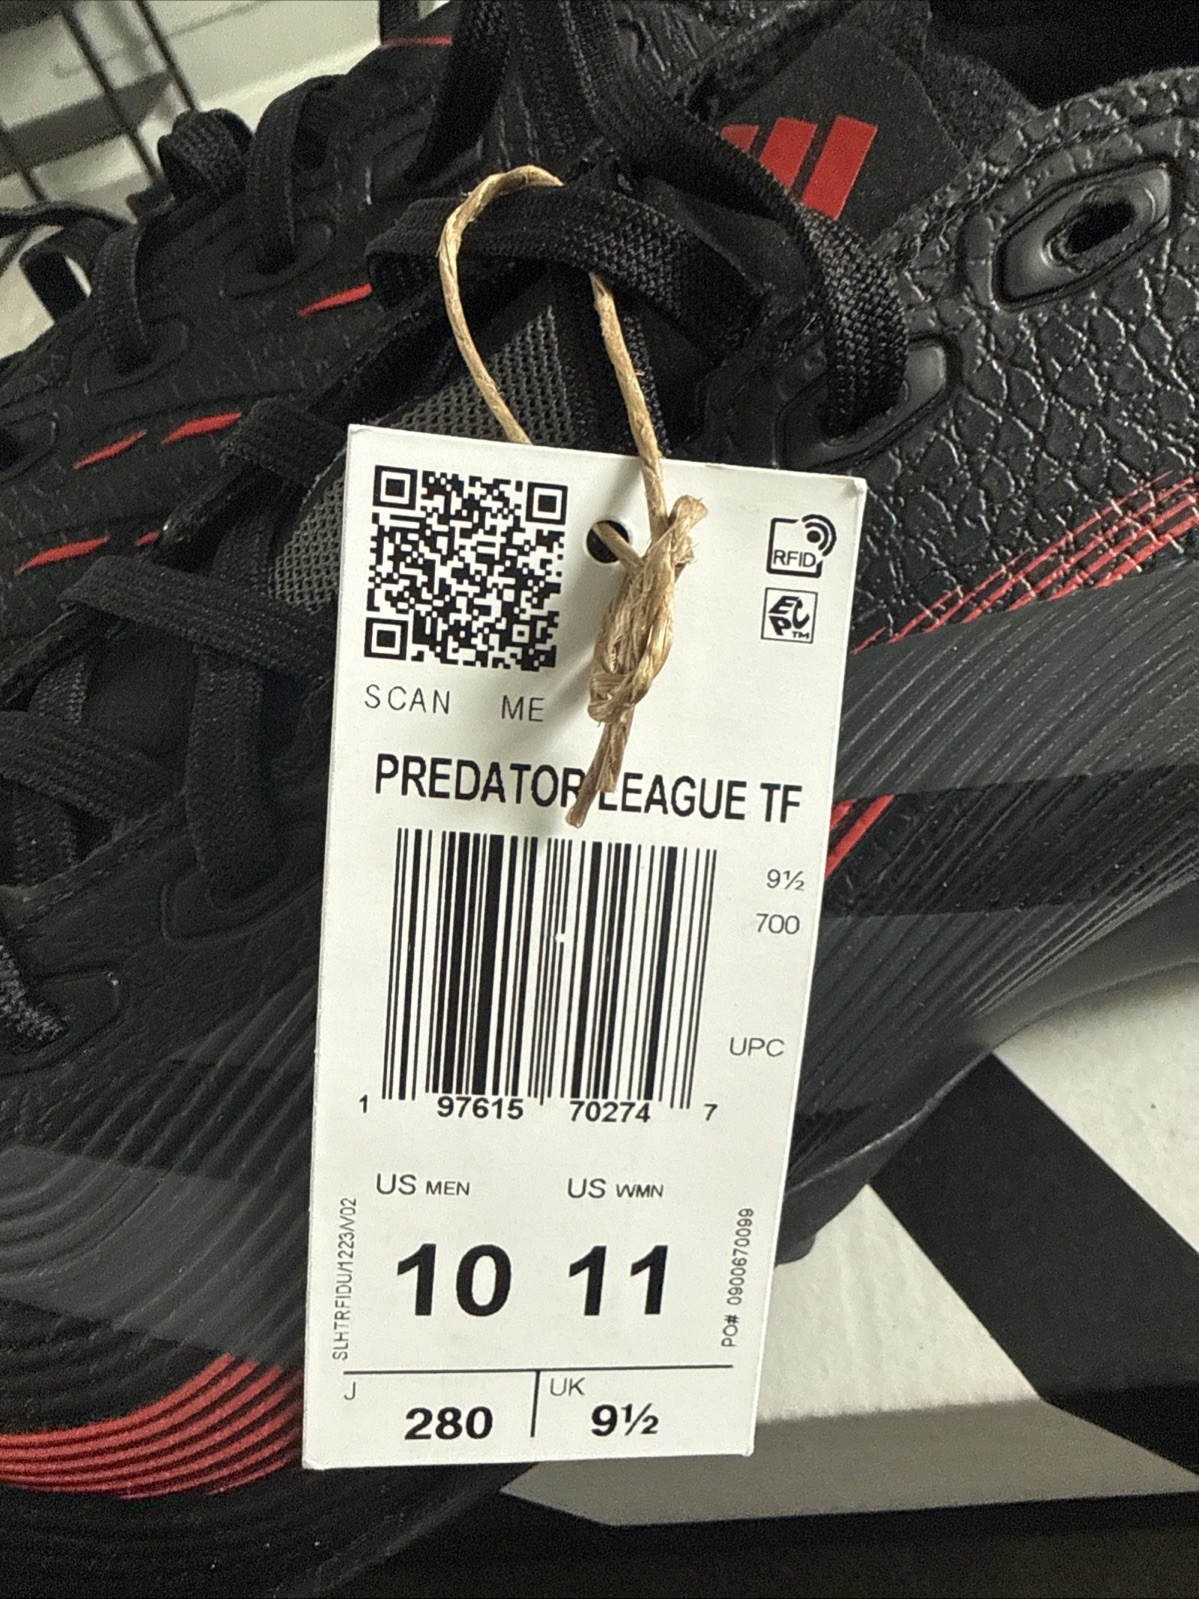 RFID
EPC™
SCAN ME
PREDATOR LEAGUE TF
9½
700
UPC
1 97615 70274 7
US MEN US WMN
10 11
SLHTRFIDU/1223/V02
PO# 0900670099
J UK
280 9½